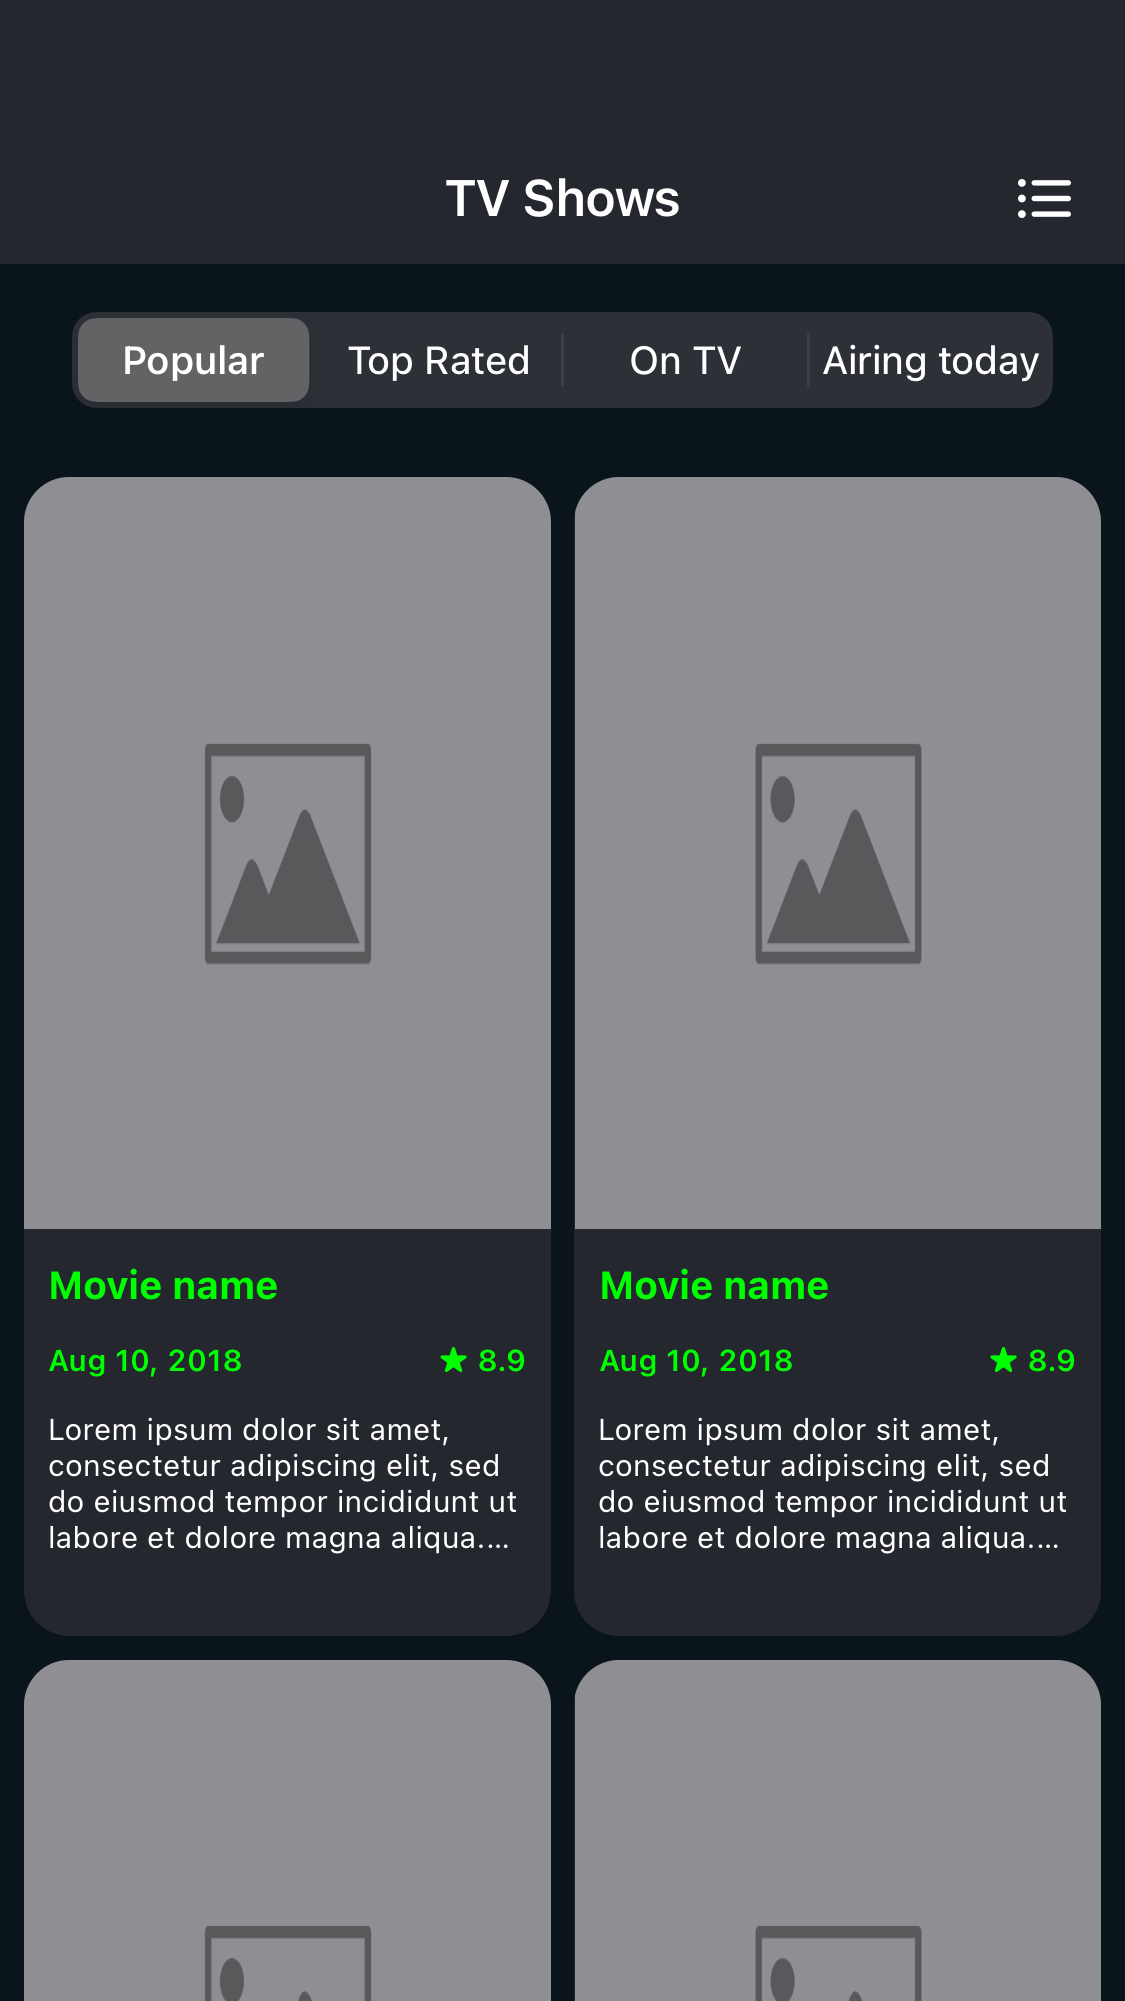 TV Shows
Popular
Top Rated
On TV
Airing today
Movie name
Aug 10, 2018
★ 8.9
Lorem ipsum dolor sit amet,
consectetur adipiscing elit, sed
do eiusmod tempor incididunt ut
labore et dolore magna aliqua....
Movie name
Aug 10, 2018
★ 8.9
Lorem ipsum dolor sit amet,
consectetur adipiscing elit, sed
do eiusmod tempor incididunt ut
labore et dolore magna aliqua....